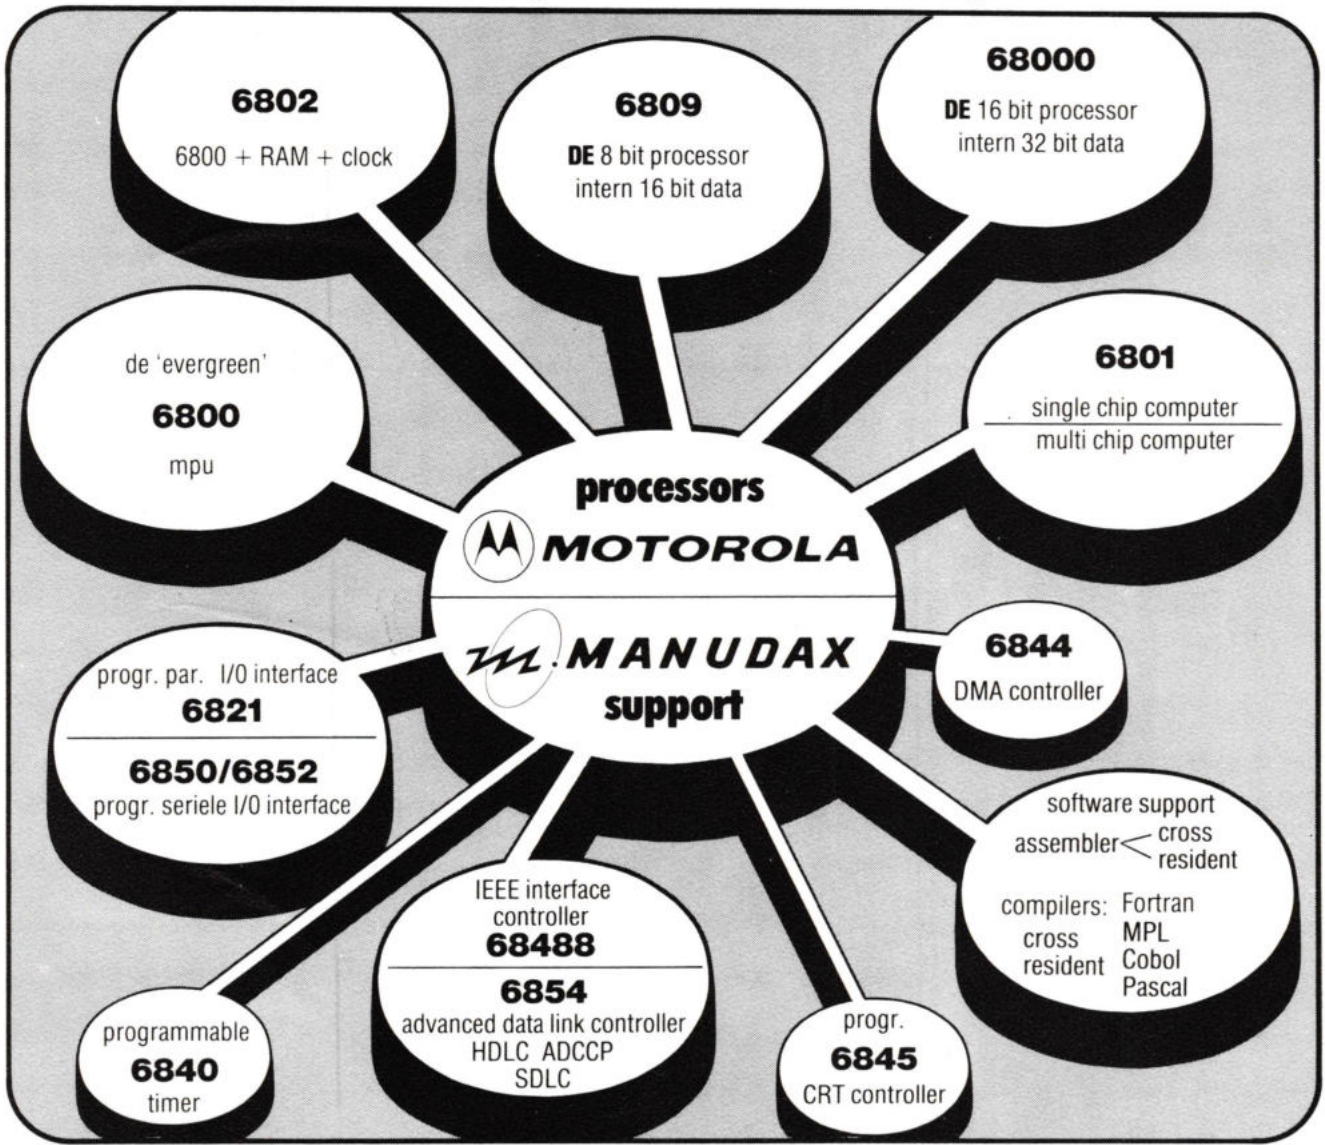 6802
6800 + RAM + clock
6809
DE 8 bit processor
intern 16 bit data
68000
DE 16 bit processor
intern 32 bit data
de 'evergreen'
6800
mpu
6801
single chip computer
multi chip computer
processors
MOTOROLA
MANUDAX
support
progr. par. I/0 interface
6821
6850/6852
progr. seriele I/0 interface
6844
DMA controller
software support
assembler
cross
resident
compilers: Fortran
MPL
cross
Cobol
resident
Pascal
IEEE interface
controller
68488
6854
advanced data link controller
HDLC ADCCP
SDLC
programmable
6840
timer
progr.
6845
CRT controller